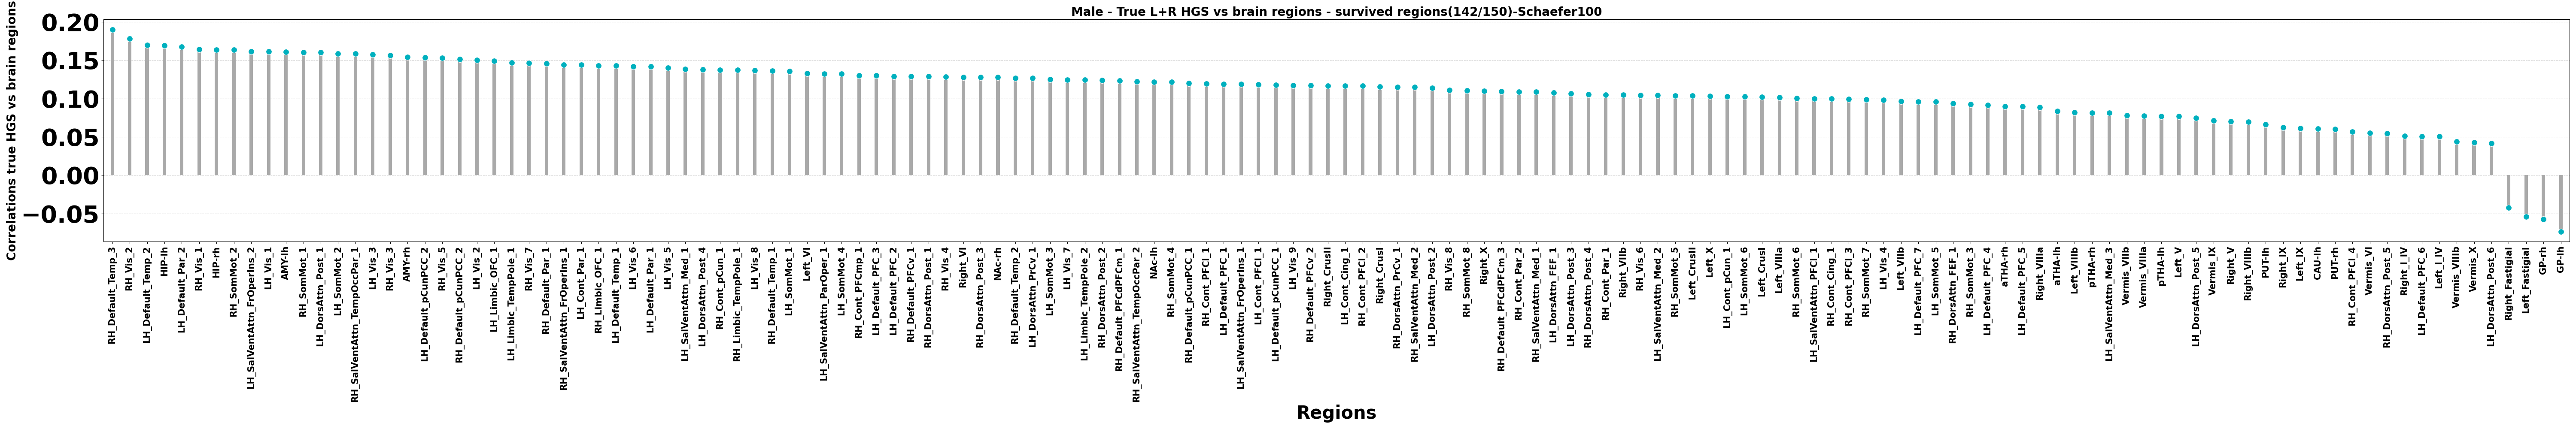 Male - True L+R HGS vs brain regions - survived regions(142/150)-Schaefer100
Correlations true HGS vs brain regions
0.20
0.15
0.10
0.05
0.00
−0.05
RH_Default_Temp_3
RH_Vis_2
LH_Default_Temp_2
HIP-lh
LH_Default_Par_2
RH_Vis_1
HIP-rh
RH_SomMot_2
LH_SalVentAttn_FrOperIns_2
LH_Vis_1
AMY-lh
RH_SomMot_1
LH_DorsAttn_Post_1
LH_SomMot_2
RH_SalVentAttn_TempOccPar_1
LH_Vis_3
RH_Vis_3
AMY-rh
LH_Default_pCunPCC_2
RH_Vis_5
RH_Default_pCunPCC_2
LH_Vis_2
LH_Limbic_OFC_1
LH_Limbic_TempPole_1
RH_Vis_7
RH_Default_Par_1
RH_SalVentAttn_FrOperIns_1
LH_Cont_Par_1
RH_Limbic_OFC_1
LH_Default_Temp_1
LH_Vis_6
LH_Default_Par_1
LH_Vis_5
LH_SalVentAttn_Med_1
LH_DorsAttn_Post_4
RH_Cont_pCun_1
RH_Limbic_TempPole_1
LH_Vis_8
RH_Default_Temp_1
LH_SomMot_1
Left_VI
LH_SalVentAttn_ParOper_1
LH_SomMot_4
RH_Cont_PFCmp_1
LH_Default_PFC_3
LH_Default_PFC_2
RH_Default_PFCv_1
RH_DorsAttn_Post_1
RH_Vis_4
Right_VI
RH_DorsAttn_Post_3
NAc-rh
RH_Default_Temp_2
LH_DorsAttn_PrCv_1
LH_SomMot_3
LH_Vis_7
LH_Limbic_TempPole_2
RH_DorsAttn_Post_2
RH_Default_PFCdPFCm_1
RH_SalVentAttn_TempOccPar_2
NAc-lh
RH_SomMot_4
RH_Default_pCunPCC_1
RH_Cont_PFCl_1
LH_Default_PFC_1
LH_SalVentAttn_FrOperIns_1
LH_Cont_PFCl_1
LH_Default_pCunPCC_1
LH_Vis_9
RH_Default_PFCv_2
Right_CrusII
LH_Cont_Cing_1
RH_Cont_PFCl_2
Right_CrusI
RH_DorsAttn_PrCv_1
RH_SalVentAttn_Med_2
LH_DorsAttn_Post_2
RH_Vis_8
RH_SomMot_8
Right_X
RH_Default_PFCdPFCm_3
RH_Cont_Par_2
RH_SalVentAttn_Med_1
LH_DorsAttn_FEF_1
LH_DorsAttn_Post_3
RH_DorsAttn_Post_4
RH_Cont_Par_1
Right_VIIb
RH_Vis_6
LH_SalVentAttn_Med_2
RH_SomMot_5
Left_CrusII
Left_X
LH_Cont_pCun_1
LH_SomMot_6
Left_CrusI
Left_VIIIa
RH_SomMot_6
LH_SalVentAttn_PFCl_1
RH_Cont_Cing_1
RH_Cont_PFCl_3
RH_SomMot_7
LH_Vis_4
Left_VIIb
LH_Default_PFC_7
LH_SomMot_5
RH_DorsAttn_FEF_1
RH_SomMot_3
LH_Default_PFC_4
aTHA-rh
LH_Default_PFC_5
Right_VIIIa
aTHA-lh
Left_VIIIb
pTHA-rh
LH_SalVentAttn_Med_3
Vermis_VIIb
Vermis_VIIIa
pTHA-lh
Left_V
LH_DorsAttn_Post_5
Vermis_IX
Right_V
Right_VIIIb
PUT-lh
Right_IX
Left_IX
CAU-lh
PUT-rh
RH_Cont_PFCl_4
Vermis_VI
RH_DorsAttn_Post_5
Right_I_IV
LH_Default_PFC_6
Left_I_IV
Vermis_VIIIb
Vermis_X
LH_DorsAttn_Post_6
Right_Fastigial
Left_Fastigial
GP-rh
GP-lh
Regions